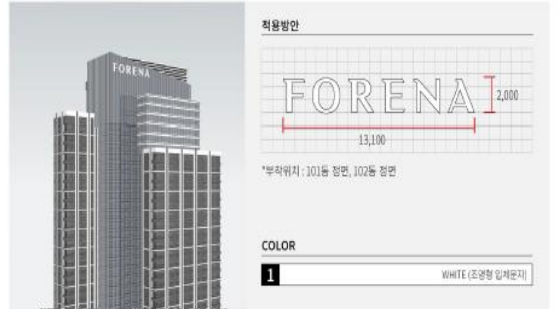 FORENA
적용방안
FORENA
2,000
13,100
*부착위치 : 101동 정면, 102동 정면
COLOR
1
WHITE (조명형 입체문자)